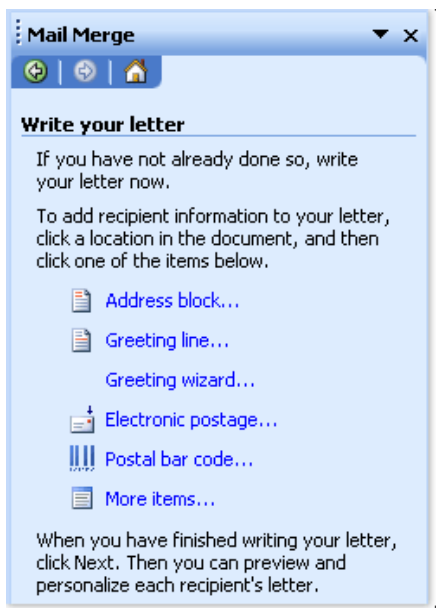 Mail Merge
Write your letter
If you have not already done so, write
your letter now.
To add recipient information to your letter,
click a location in the document, and then
click one of the items below.
Address block...
Greeting line...
Greeting wizard...
Electronic postage...
Postal bar code...
More items...
When you have finished writing your letter,
click Next. Then you can preview and
personalize each recipient's letter.